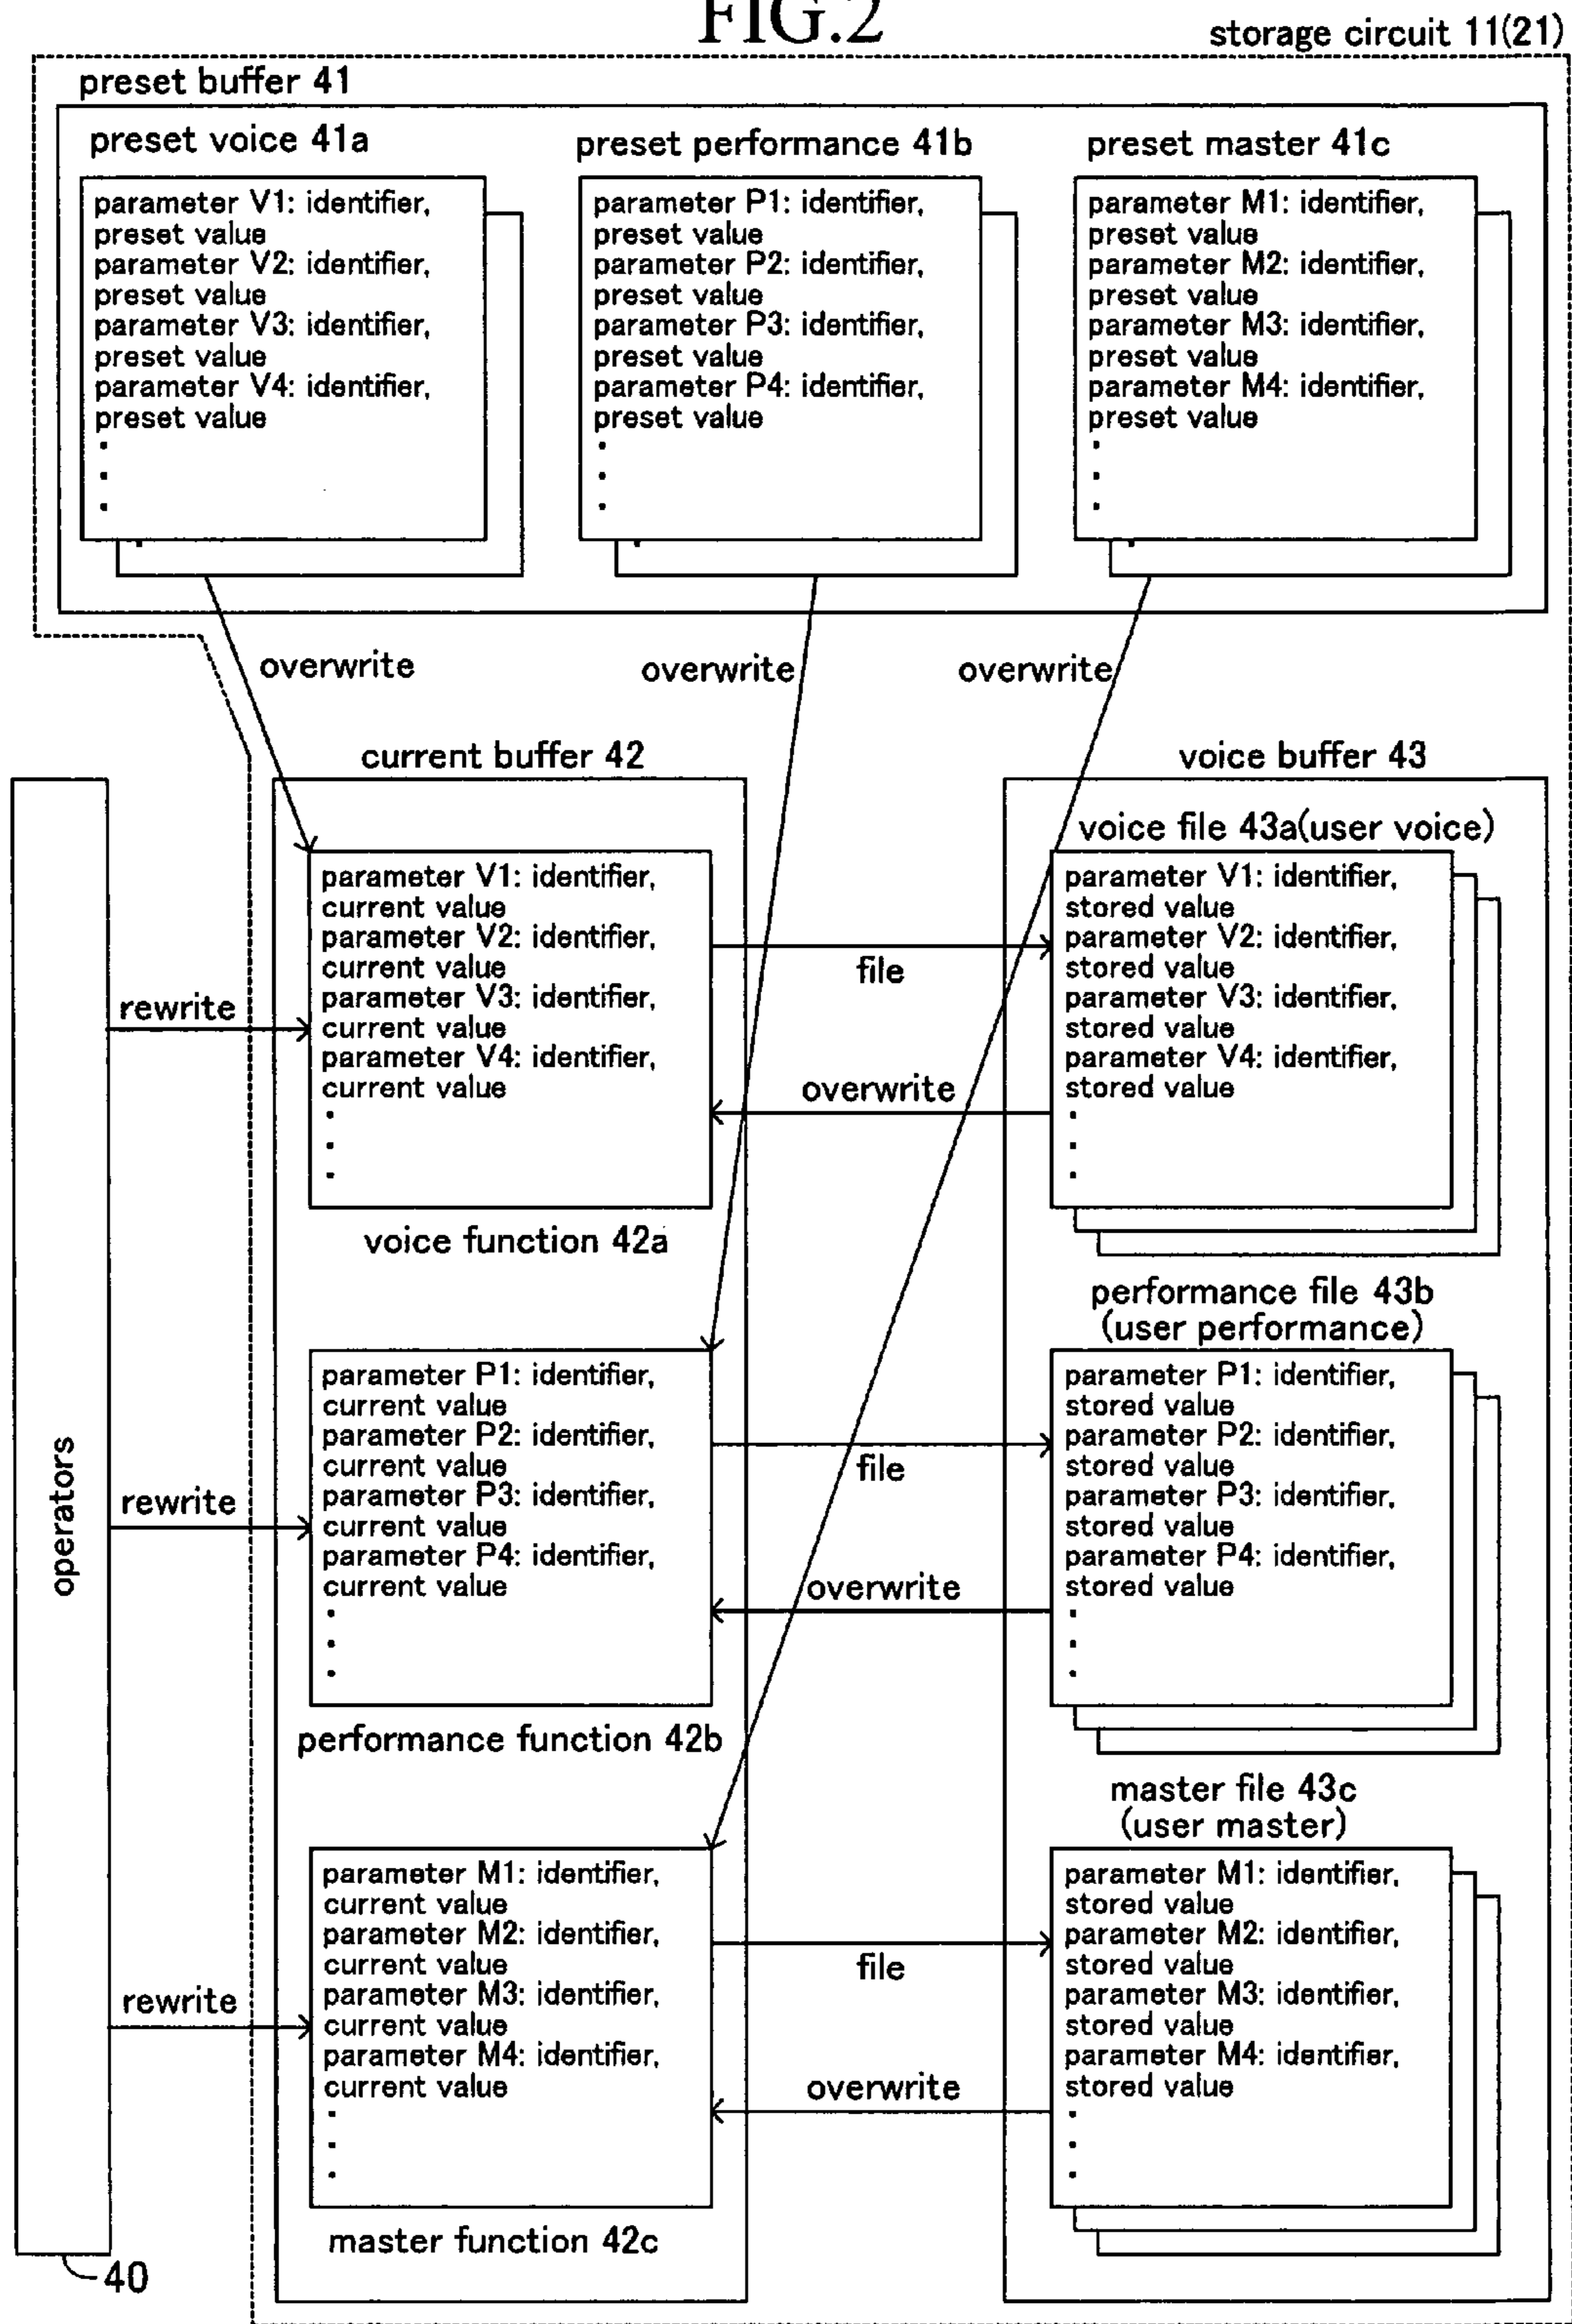 FIG.2
storage circuit 11(21)
preset buffer 41
preset voice 41a
parameter V1: identifier,
preset value
parameter V2: identifier,
preset value
parameter V3: identifier,
preset value
parameter V4: identifier,
preset value
.
.
.
preset performance 41b
parameter P1: identifier,
preset value
parameter P2: identifier,
preset value
parameter P3: identifier,
preset value
parameter P4: identifier,
preset value
.
.
.
preset master 41c
parameter M1: identifier,
preset value
parameter M2: identifier,
preset value
parameter M3: identifier,
preset value
parameter M4: identifier,
preset value
.
.
.
overwrite
overwrite
overwrite
operators
40
rewrite
rewrite
rewrite
current buffer 42
parameter V1: identifier,
current value
parameter V2: identifier,
current value
parameter V3: identifier,
current value
parameter V4: identifier,
current value
.
.
.
voice function 42a
parameter P1: identifier,
current value
parameter P2: identifier,
current value
parameter P3: identifier,
current value
parameter P4: identifier,
current value
.
.
.
performance function 42b
parameter M1: identifier,
current value
parameter M2: identifier,
current value
parameter M3: identifier,
current value
parameter M4: identifier,
current value
.
.
.
master function 42c
file
overwrite
file
overwrite
file
overwrite
voice buffer 43
voice file 43a(user voice)
parameter V1: identifier,
stored value
parameter V2: identifier,
stored value
parameter V3: identifier,
stored value
parameter V4: identifier,
stored value
.
.
.
performance file 43b
(user performance)
parameter P1: identifier,
stored value
parameter P2: identifier,
stored value
parameter P3: identifier,
stored value
parameter P4: identifier,
stored value
.
.
.
master file 43c
(user master)
parameter M1: identifier,
stored value
parameter M2: identifier,
stored value
parameter M3: identifier,
stored value
parameter M4: identifier,
stored value
.
.
.